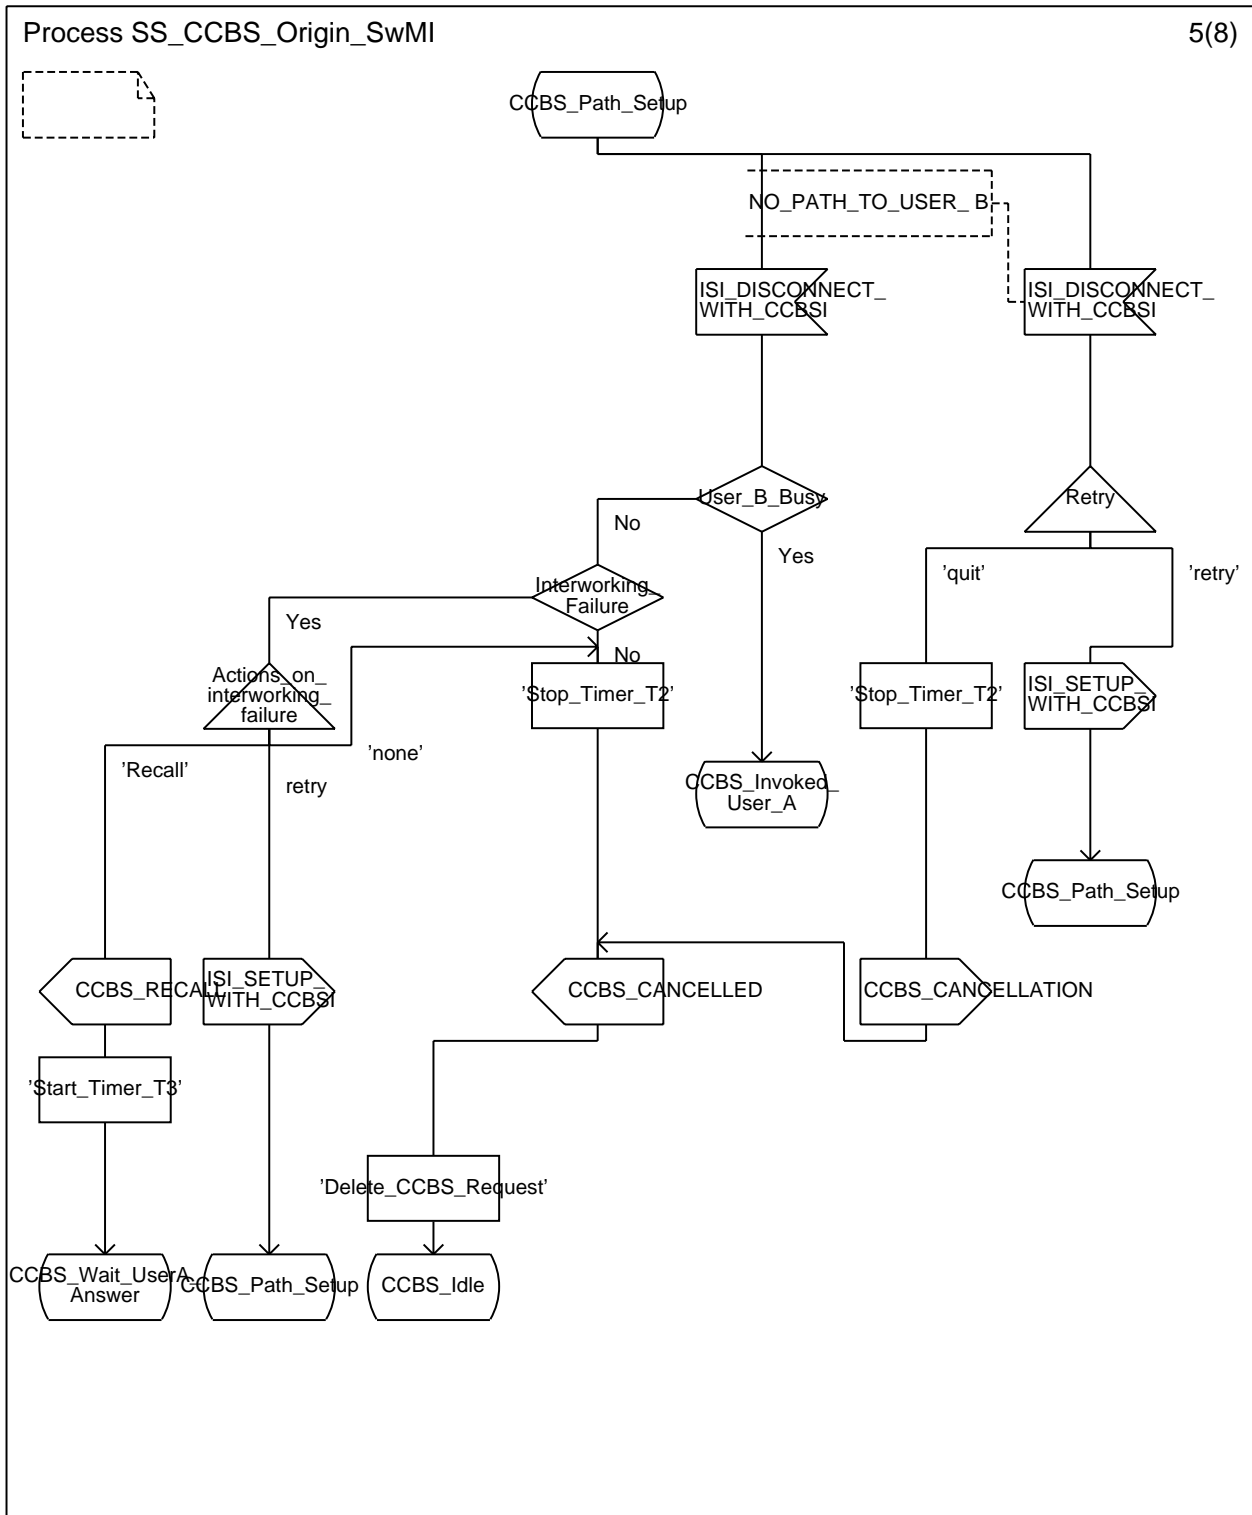 Process SS_CCBS_Origin_SwMI
5(8)
CCBS_Path_Setup
NO_PATH_TO_USER_ B
ISI_DISCONNECT_
WITH_CCBSI
ISI_DISCONNECT_
WITH_CCBSI
User_B_Busy
Retry
No
Yes
'quit'
'retry'
Interworking_
Failure
Yes
No
Actions_on_
interworking_
failure
'Stop_Timer_T2'
'Stop_Timer_T2'
ISI_SETUP_
WITH_CCBSI
'Recall'
retry
'none'
CCBS_Invoked_
User_A
CCBS_Path_Setup
CCBS_RECALL
ISI_SETUP_
WITH_CCBSI
CCBS_CANCELLED
CCBS_CANCELLATION
'Start_Timer_T3'
'Delete_CCBS_Request'
CCBS_Wait_UserA_
Answer
CCBS_Path_Setup
CCBS_Idle